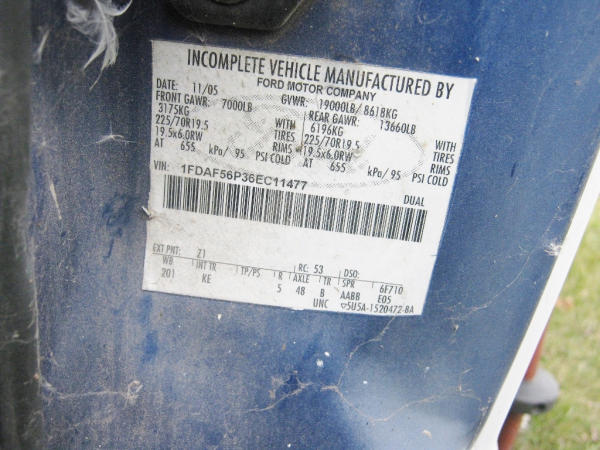 INCOMPLETE VEHICLE MANUFACTURED BY
FORD MOTOR COMPANY
DATE: 11/05 GVWR: 19000LB/ 8618KG
FRONT GAWR: 7000LB REAR GAWR: 13660LB
3175KG WITH 6196KG WITH
225/70R19.5 TIRES 225/70R19.5 TIRES
19.5x6.0RW RIMS 19.5x6.0RW RIMS
AT 655 kPa/ 95 PSI COLD AT 655 kPa/ 95 PSI COLD
VIN: 1FDAF56P36EC11477 DUAL
EXT PNT: Z1 RC: 53 DSO:
WB INT TR TP/PS R AXLE TR SPR 6F710
201 KE 5 48 B AABB E05
UNC ▽5U5A-1520472-BA